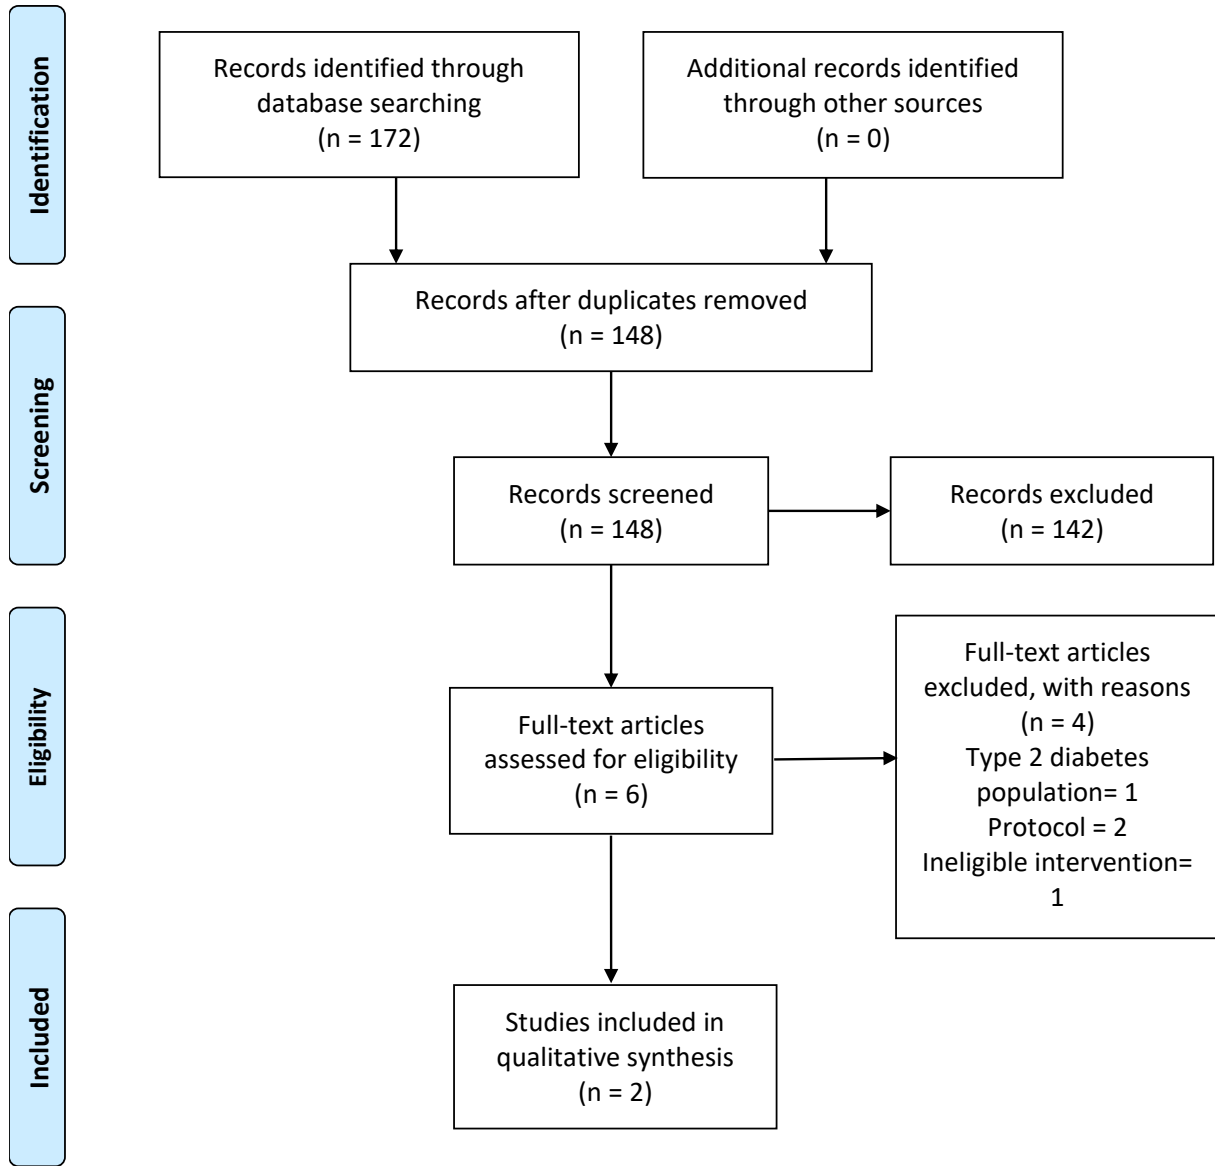 Identification
Records identified through
database searching
(n = 172)
Additional records identified
through other sources
(n = 0)
Records after duplicates removed
(n = 148)
Screening
Records screened
(n = 148)
Records excluded
(n = 142)
Eligibility
Full-text articles
assessed for eligibility
(n = 6)
Full-text articles
excluded, with reasons
(n = 4)
Type 2 diabetes
population= 1
Protocol = 2
Ineligible intervention=
1
Included
Studies included in
qualitative synthesis
(n = 2)